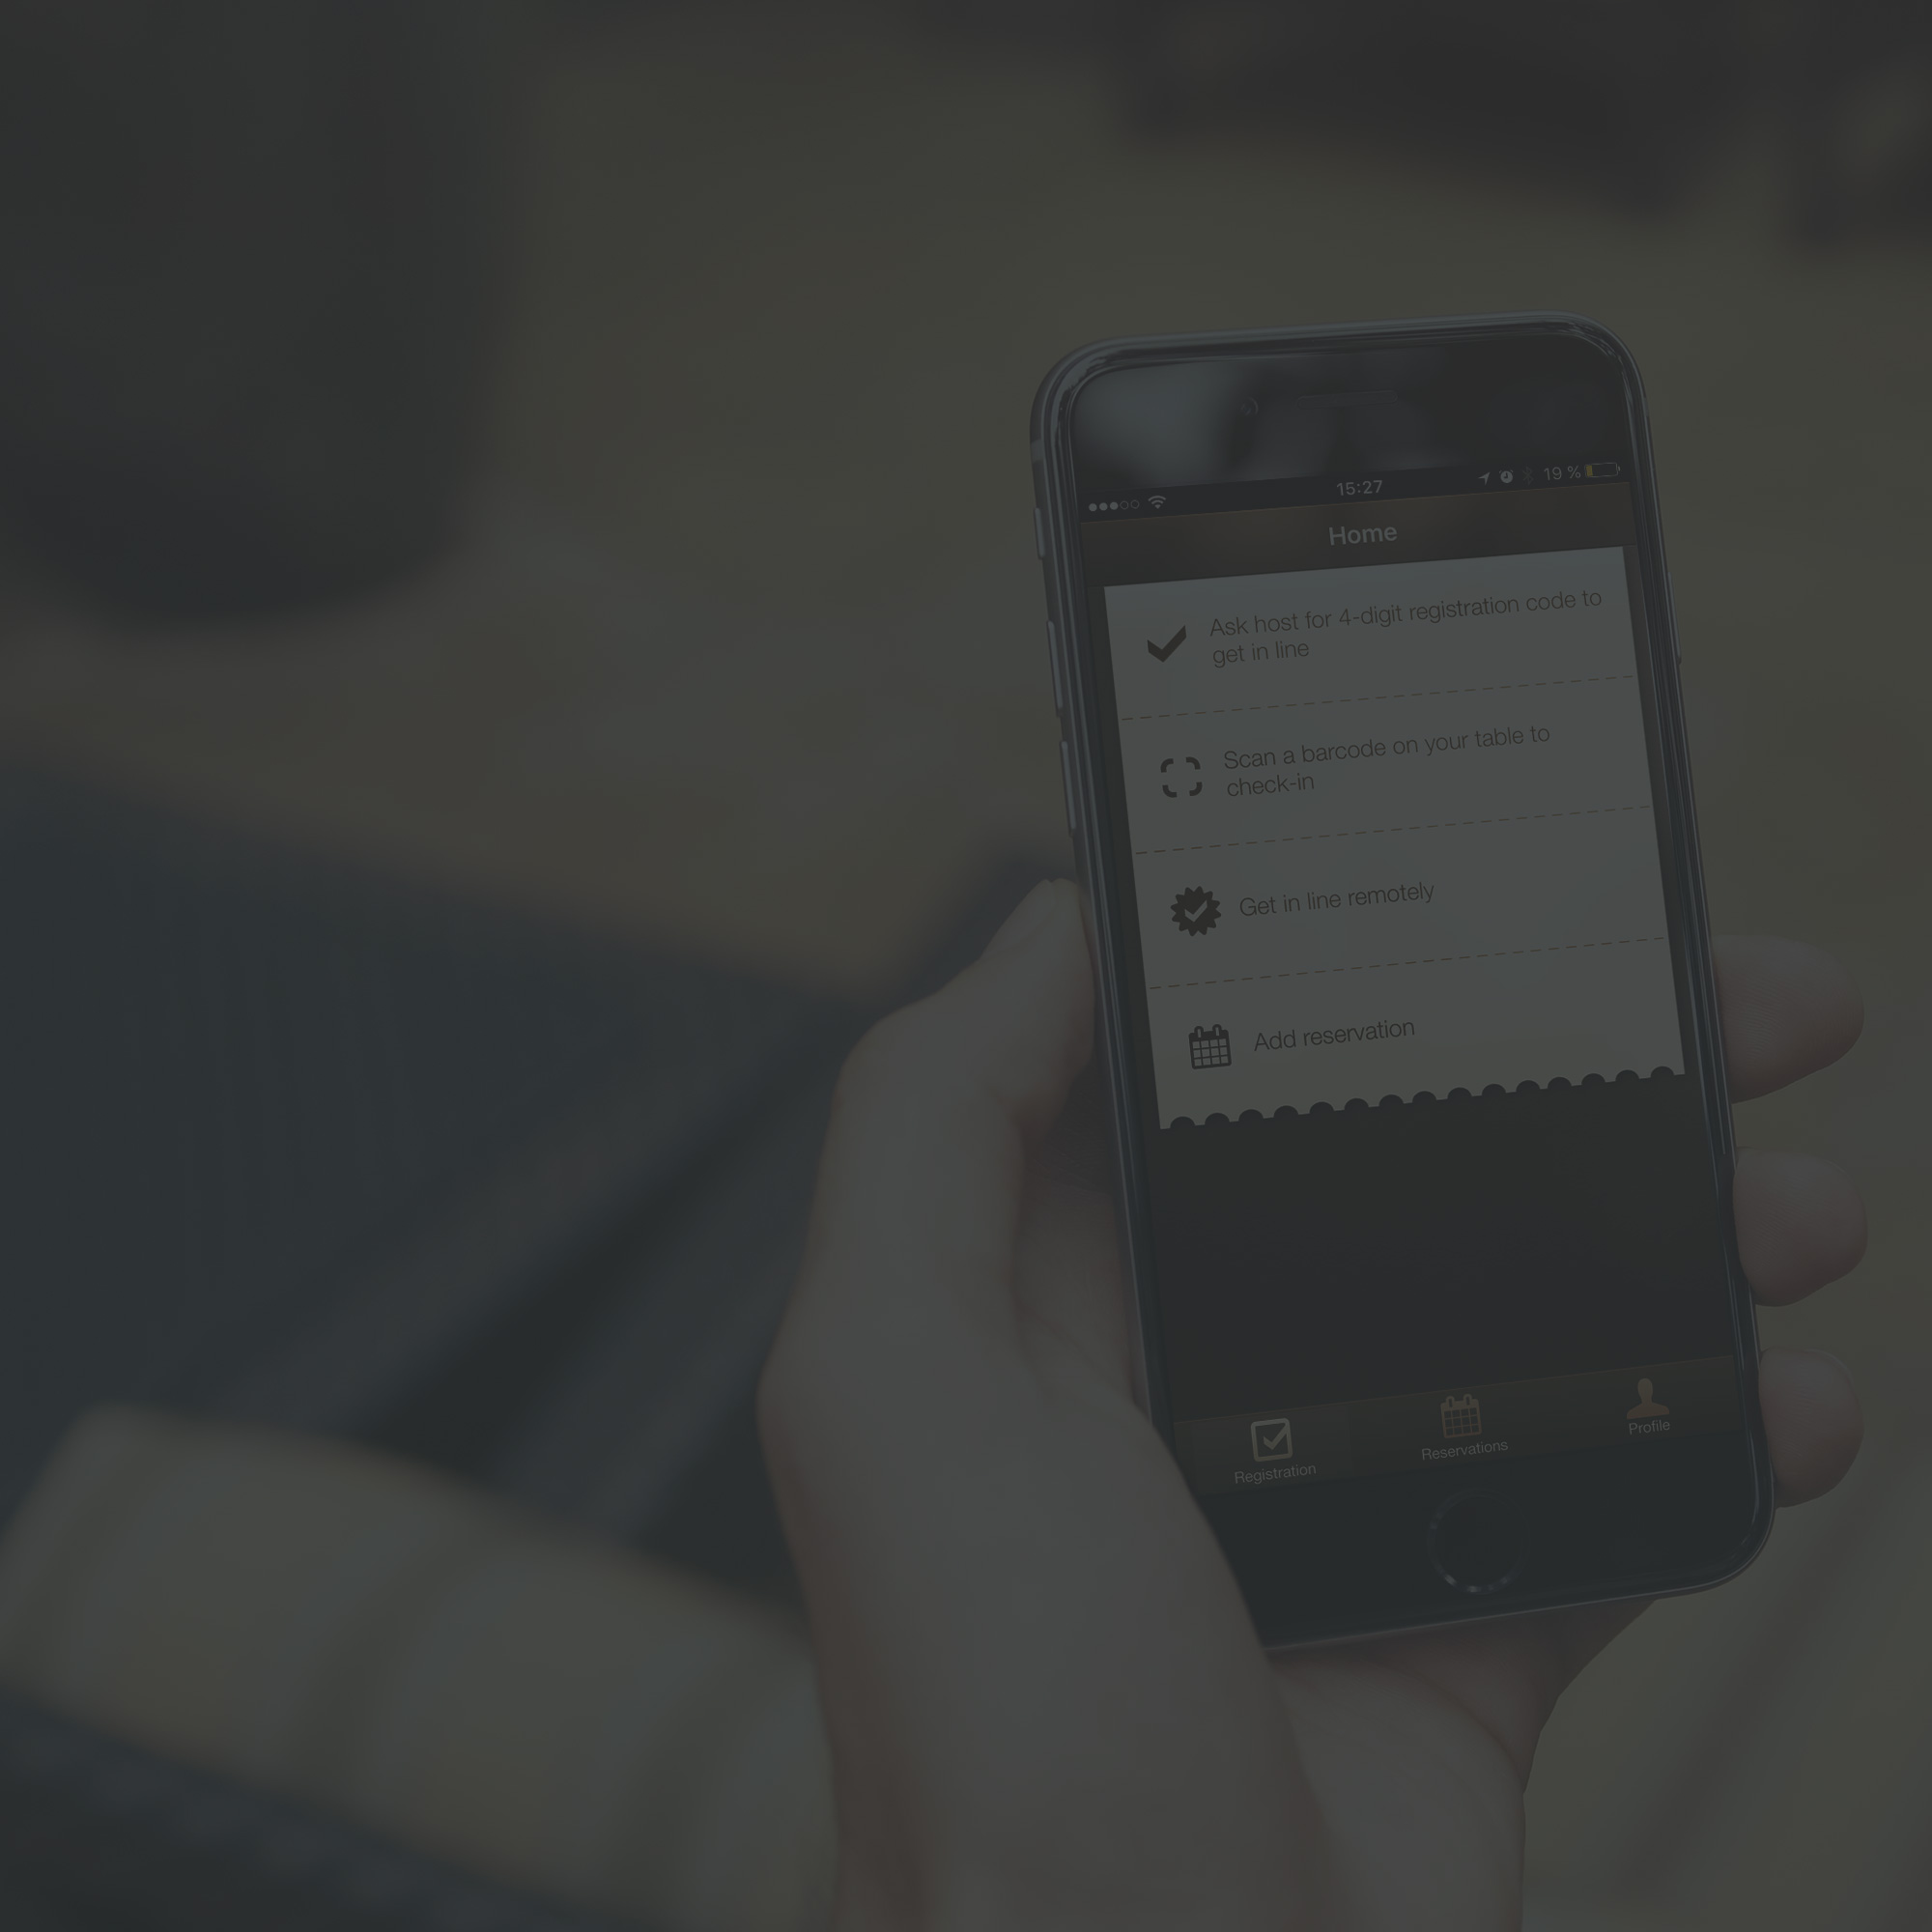 15:27
19 %
Home
Ask host for 4-digit registration code to
get in line
Scan a barcode on your table to
check-in
Get in line remotely
Add reservation
Registration
Reservations
Profile